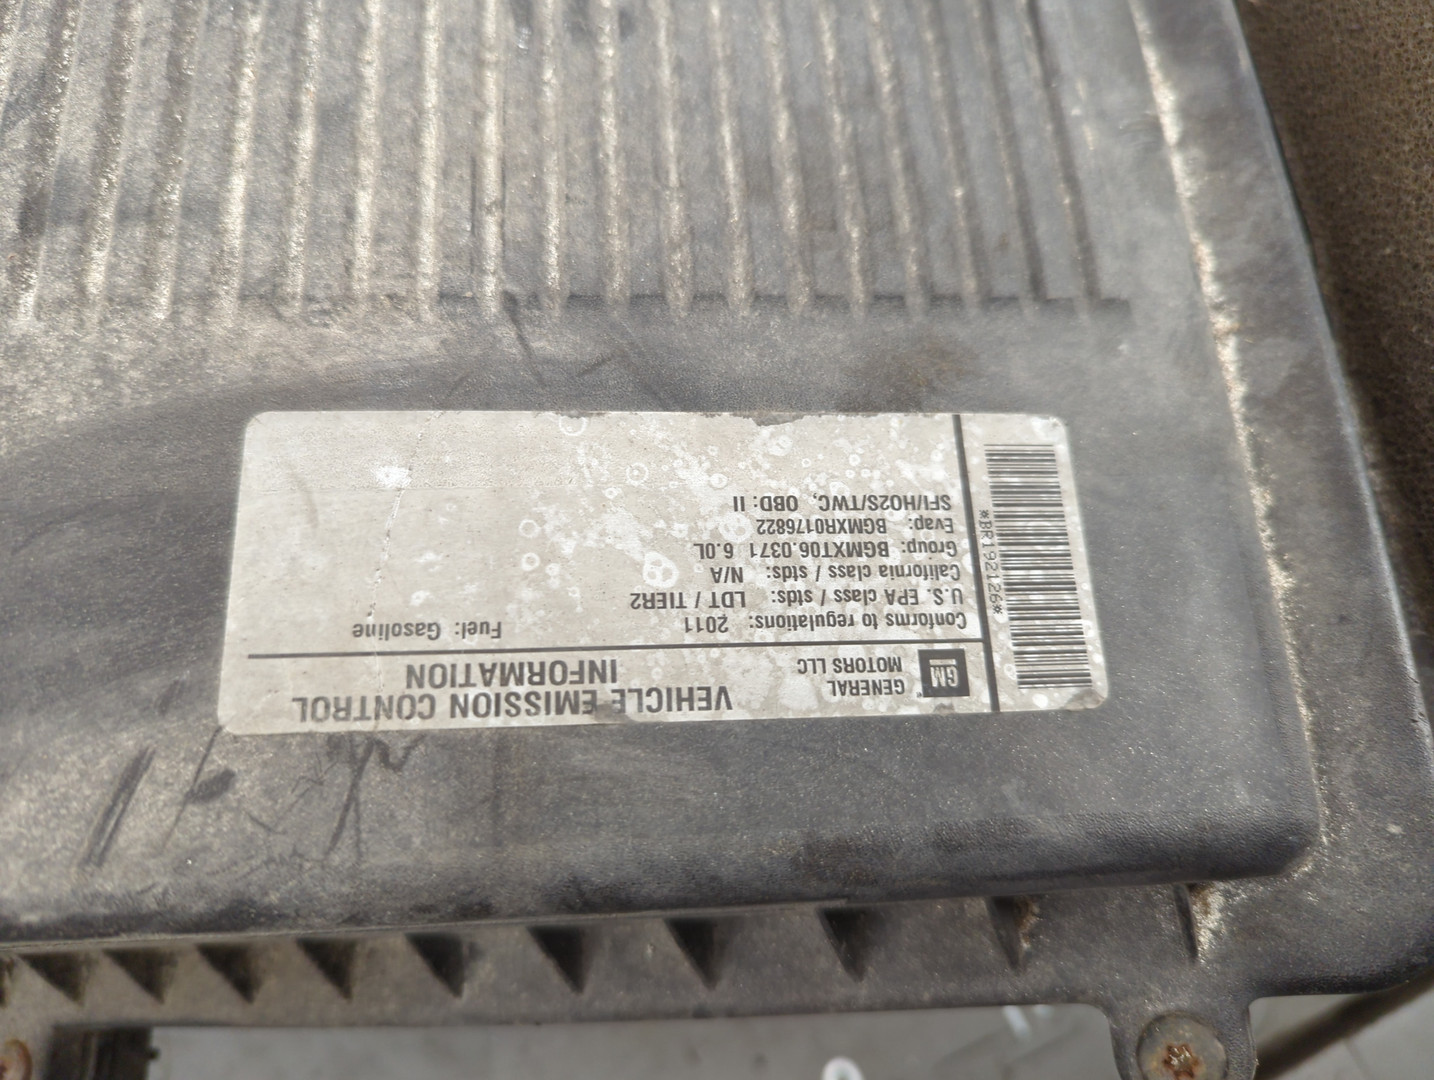 GM
GENERAL
MOTORS LLC
VEHICLE EMISSION CONTROL
INFORMATION
Conforms to regulations: 2011 Fuel: Gasoline
U.S. EPA class / stds: LDT / TIER2
California class / stds: N/A
Group: BGMXT06.0371 6.0L
Evap: BGMXR0176822
SFI/HO2S/TWC, OBD: II
*BR192126*